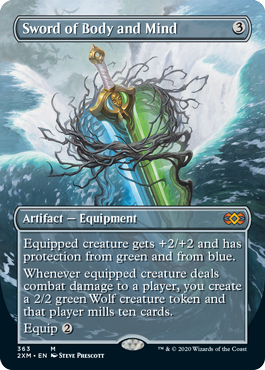 Sword of Body and Mind 3
Artifact — Equipment
Equipped creature gets +2/+2 and has
protection from green and from blue.
Whenever equipped creature deals
combat damage to a player, you create
a 2/2 green Wolf creature token and
that player mills ten cards.
Equip 2
363 M
2XM • EN Steve Prescott
™ & © 2020 Wizards of the Coast